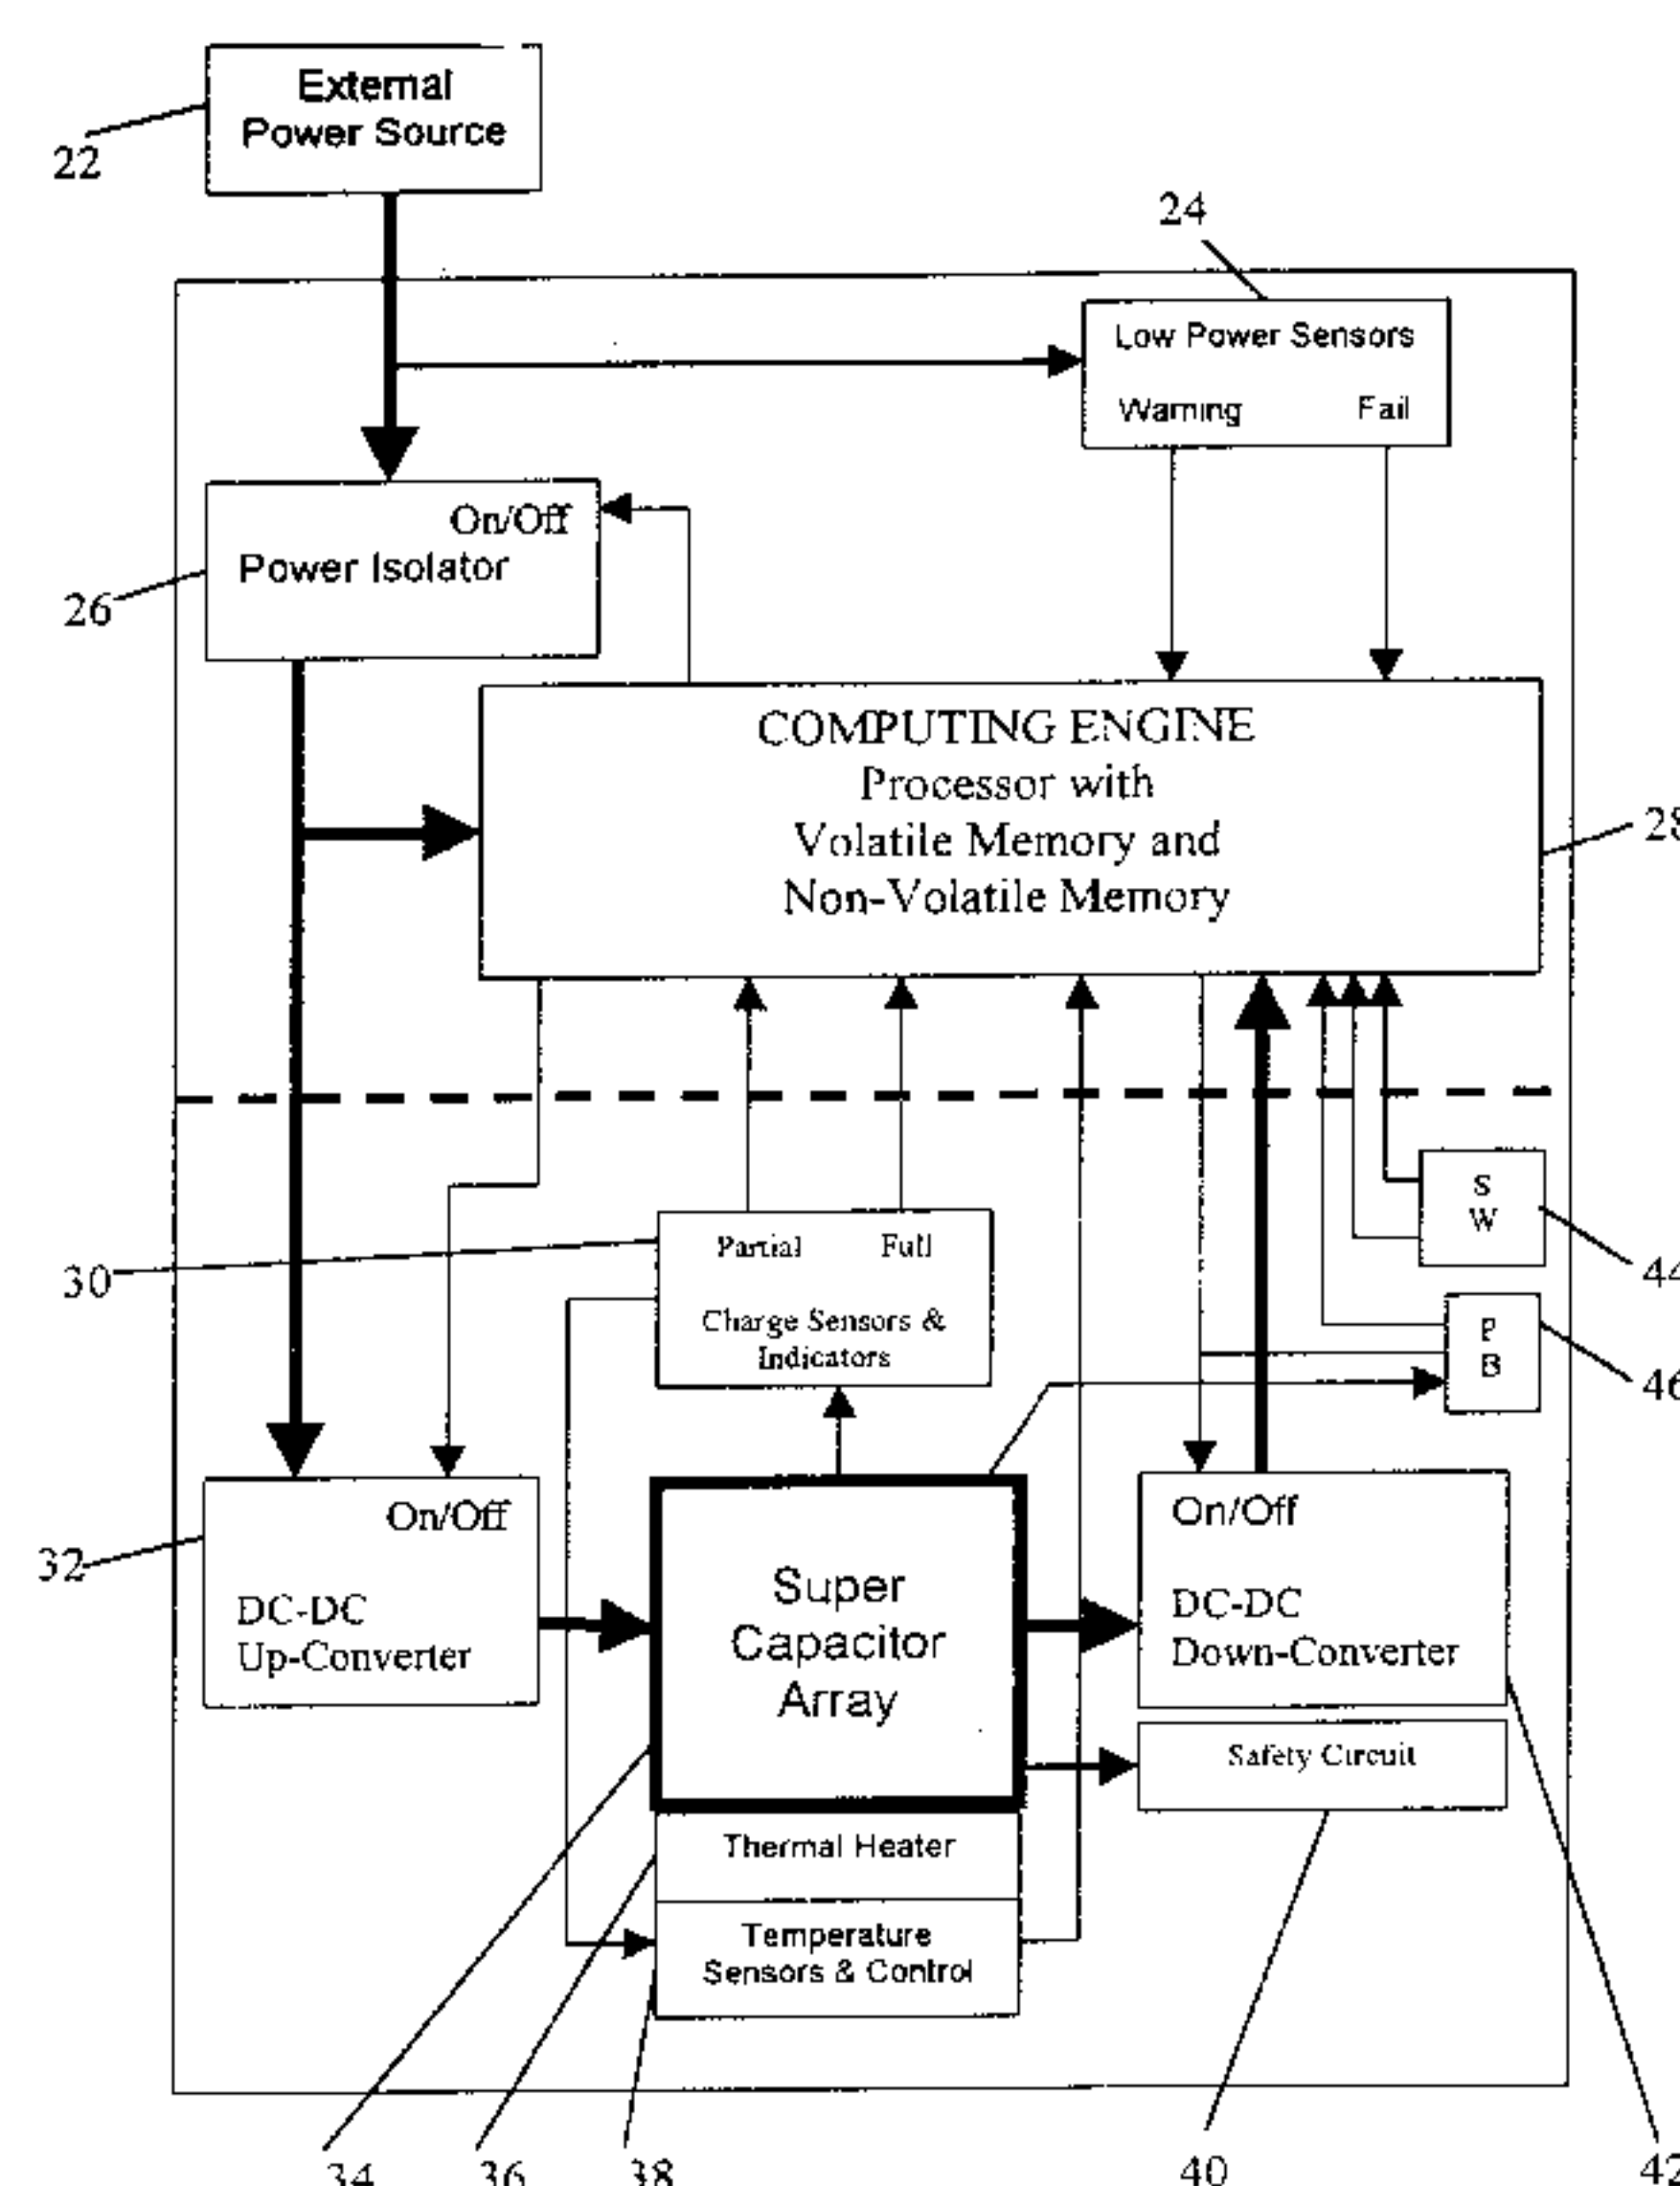 External
Power Source
22
24
Low Power Sensors
Warning Fail
On/Off
Power Isolator
26
COMPUTING ENGINE
Processor with
Volatile Memory and
Non-Volatile Memory
28
S
W
44
30
Partial Full
Charge Sensors &
Indicators
P
B
46
On/Off
DC-DC
Up-Converter
32
Super
Capacitor
Array
On/Off
DC-DC
Down-Converter
Safety Circuit
Thermal Heater
Temperature
Sensors & Control
34 36 38 40 42